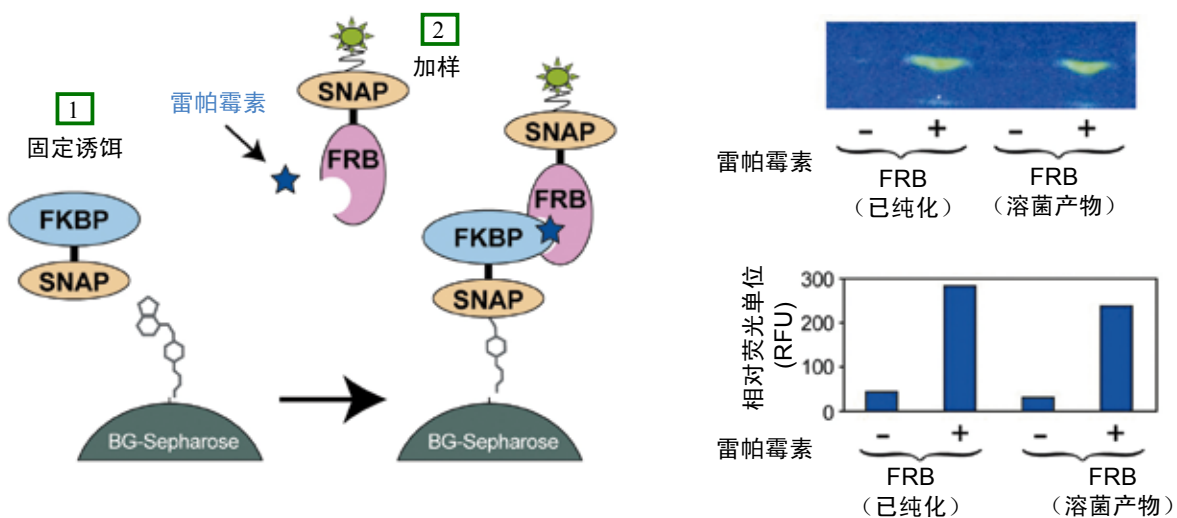 1
固定诱饵
FKBP
SNAP
BG-Sepharose
雷帕霉素
SNAP
FRB
2
加样
SNAP
FRB
FKBP
SNAP
BG-Sepharose
雷帕霉素
- + - +
FRB
(已纯化)
FRB
(溶菌产物)
相对荧光单位
(RFU)
300
200
100
0
雷帕霉素
- + - +
FRB
(已纯化)
FRB
(溶菌产物)